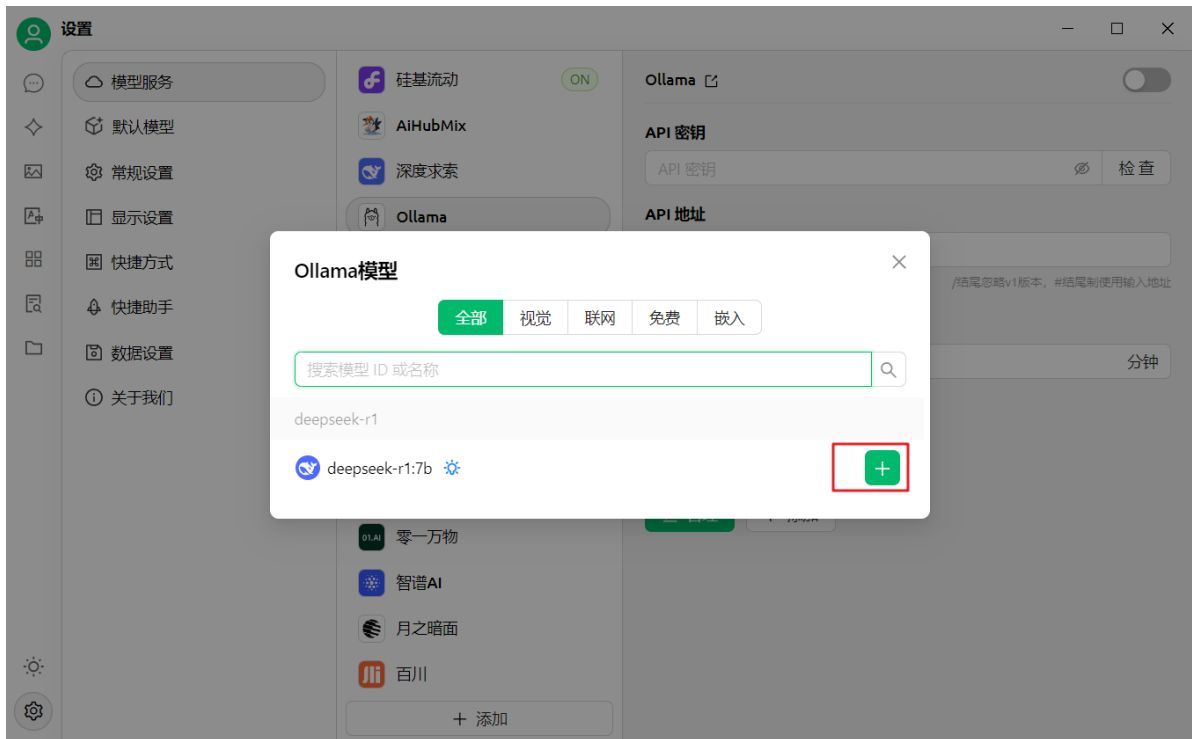 设置
模型服务
默认模型
常规设置
显示设置
快捷方式
快捷助手
数据设置
关于我们
硅基流动 ON
AiHubMix
深度求索
Ollama
零一万物
01.AI
智谱AI
月之暗面
百川
+ 添加
Ollama
API 密钥
API 密钥
检查
API 地址
/结尾忽略v1版本，#结尾制使用输入地址
分钟
Ollama模型
全部 视觉 联网 免费 嵌入
搜索模型 ID 或名称
deepseek-r1
deepseek-r1:7b